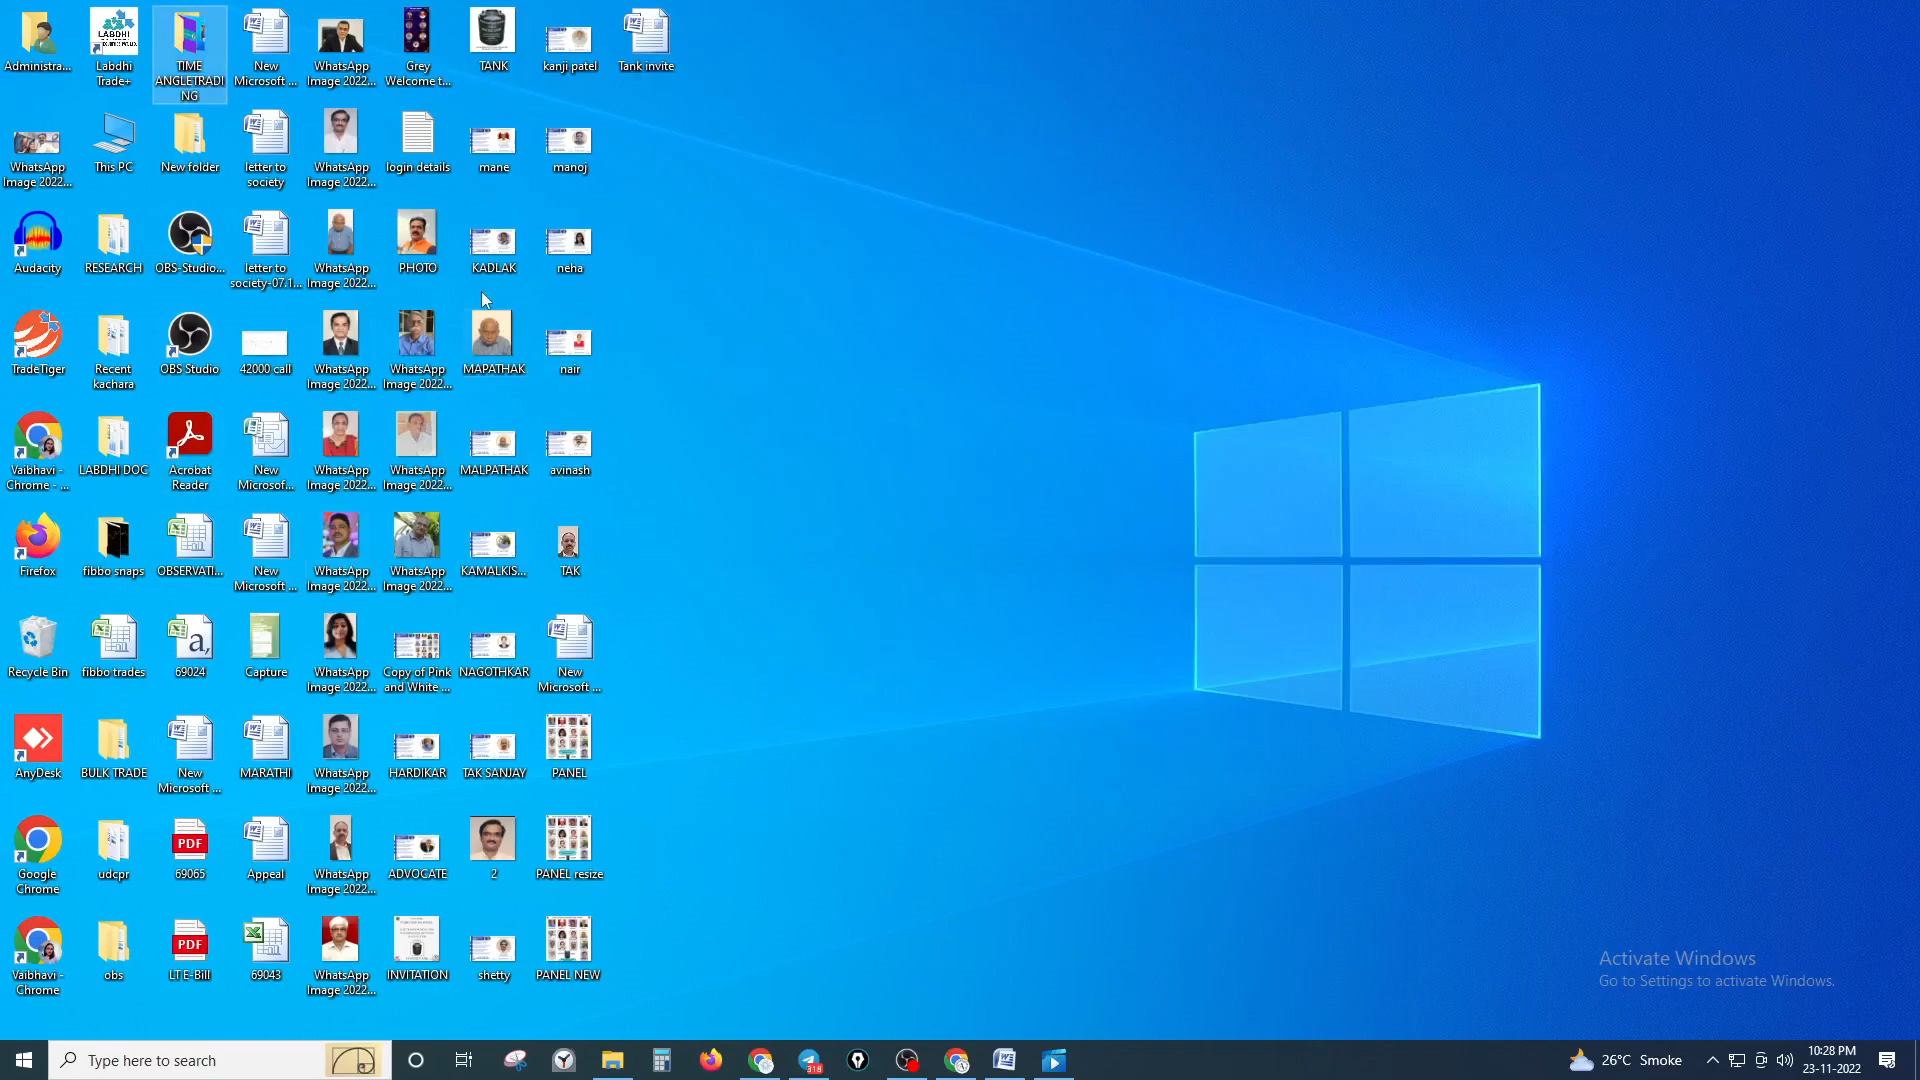 Administra...
Labdhi
Trade+
TIME
ANGLETRADI
NG
New
Microsoft ...
WhatsApp
Image 2022...
Grey
Welcome t...
TANK
kanji patel
Tank invite
LABDHI
WhatsApp
Image 2022...
This PC
New folder
letter to
society
WhatsApp
Image 2022...
login details
mane
manoj
Audacity
RESEARCH
OBS-Studio...
letter to
society-07.1...
WhatsApp
Image 2022...
PHOTO
KADLAK
neha
TradeTiger
Recent
kachara
OBS Studio
42000 call
WhatsApp
Image 2022...
WhatsApp
Image 2022...
MAPATHAK
nair
Vaibhavi -
Chrome - ...
LABDHI DOC
Acrobat
Reader
New
Microsof...
WhatsApp
Image 2022...
WhatsApp
Image 2022...
MALPATHAK
avinash
Firefox
fibbo snaps
OBSERVATI...
New
Microsoft ...
WhatsApp
Image 2022...
WhatsApp
Image 2022...
KAMALKIS...
TAK
Recycle Bin
fibbo trades
69024
Capture
WhatsApp
Image 2022...
Copy of Pink
and White ...
NAGOTHKAR
New
Microsoft ...
AnyDesk
BULK TRADE
New
Microsoft ...
MARATHI
WhatsApp
Image 2022...
HARDIKAR
TAK SANJAY
PANEL
Google
Chrome
udcpr
PDF
69065
Appeal
WhatsApp
Image 2022...
ADVOCATE
2
PANEL resize
Vaibhavi -
Chrome
obs
PDF
LT E-Bill
69043
WhatsApp
Image 2022...
INVITATION
shetty
PANEL NEW
Activate Windows
Go to Settings to activate Windows.
Type here to search
318
26°C Smoke
10:28 PM
23-11-2022